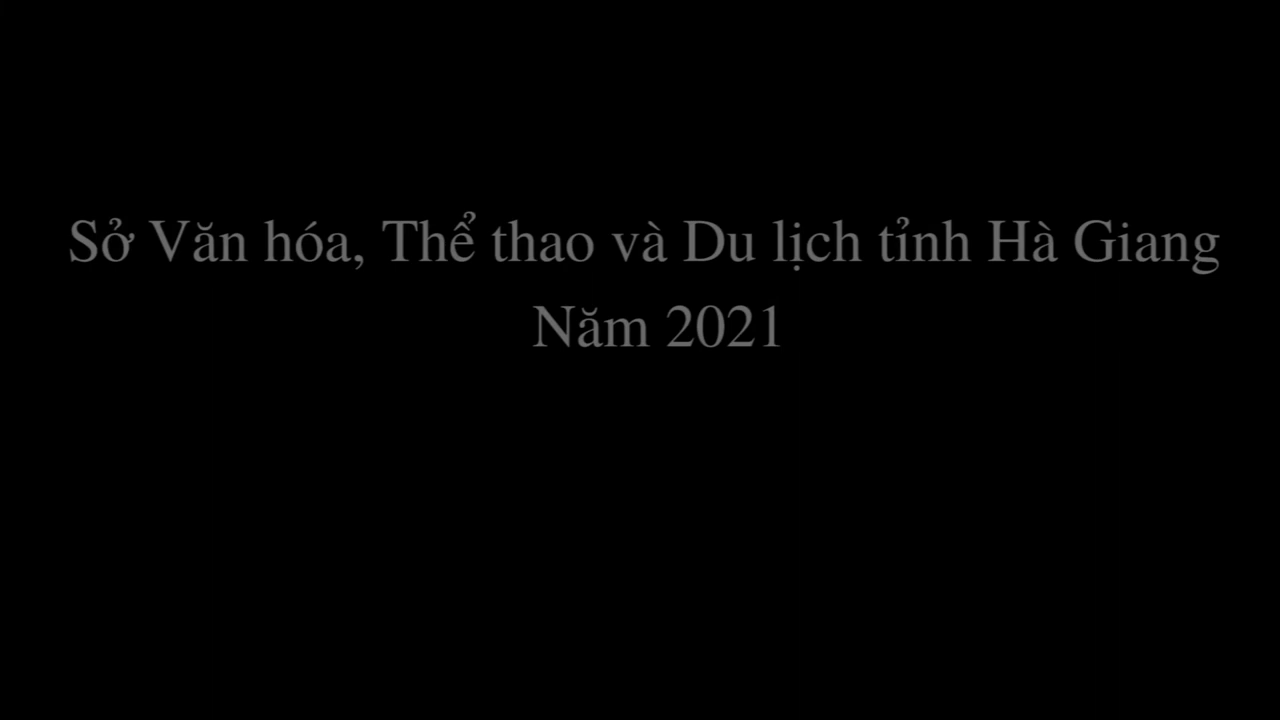 Sở Văn hóa, Thể thao và Du lịch tỉnh Hà Giang
Năm 2021